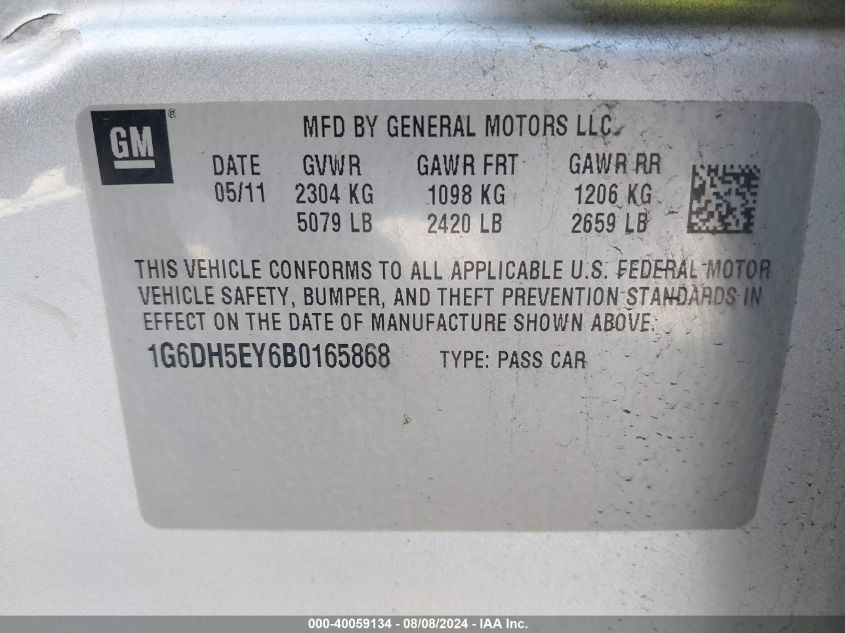 GM®
MFD BY GENERAL MOTORS LLC.
DATE GVWR GAWR FRT GAWR RR
05/11 2304 KG 1098 KG 1206 KG
5079 LB 2420 LB 2659 LB
THIS VEHICLE CONFORMS TO ALL APPLICABLE U.S. FEDERAL MOTOR
VEHICLE SAFETY, BUMPER, AND THEFT PREVENTION STANDARDS IN
EFFECT ON THE DATE OF MANUFACTURE SHOWN ABOVE.
1G6DH5EY6B0165868 TYPE: PASS CAR
000-40059134 - 08/08/2024 - IAA Inc.